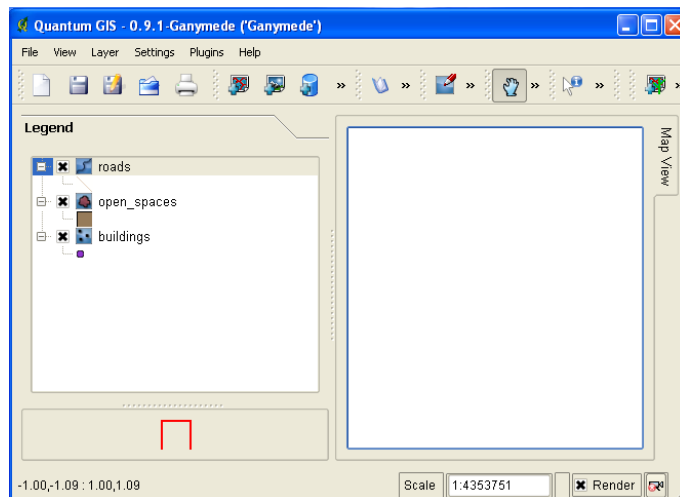 Quantum GIS - 0.9.1-Ganymede ('Ganymede')
File View Layer Settings Plugins Help
Legend
roads
open_spaces
buildings
Map View
-1.00,-1.09 : 1.00,1.09
Scale 1:4353751 Render